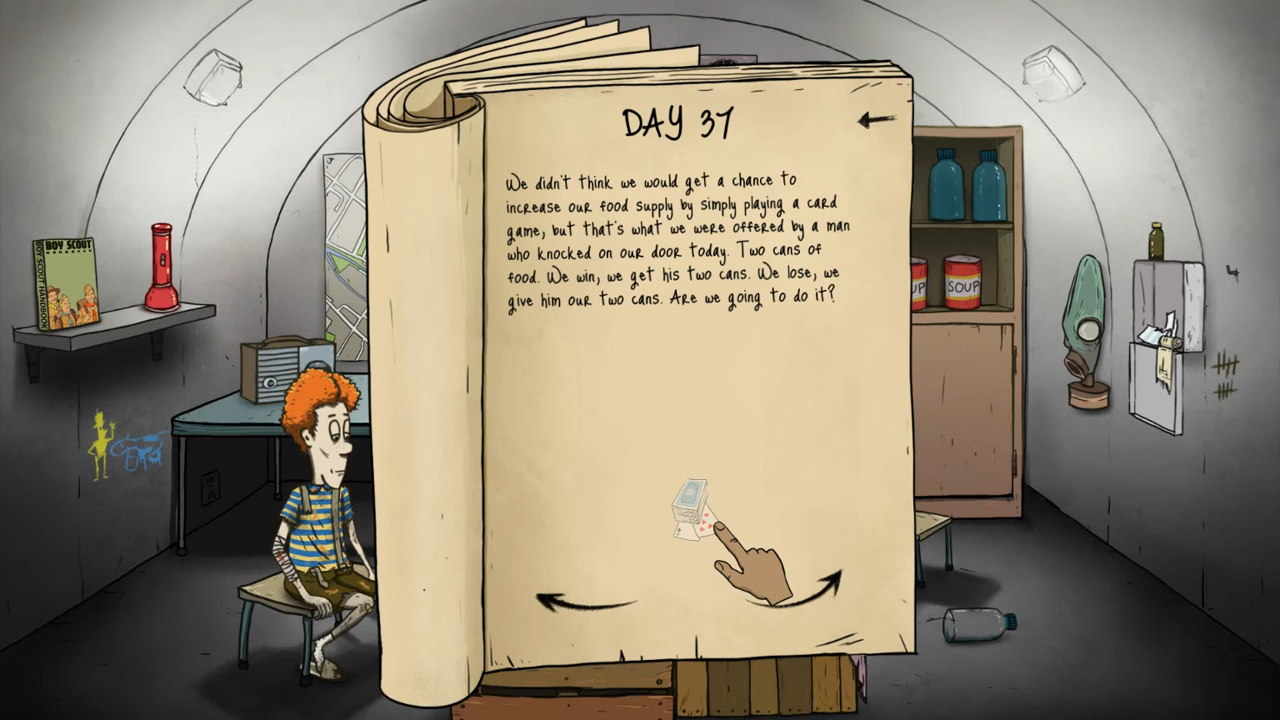 DAY 37
We didn't think we would get a chance to
increase our food supply by simply playing a card
game, but that's what we were offered by a man
who knocked on our door today. Two cans of
food. We win, we get his two cans. We lose, we
give him our two cans. Are we going to do it?
BOY SCOUT
BOY SCOUT HANDBOOK
UP
SOUP